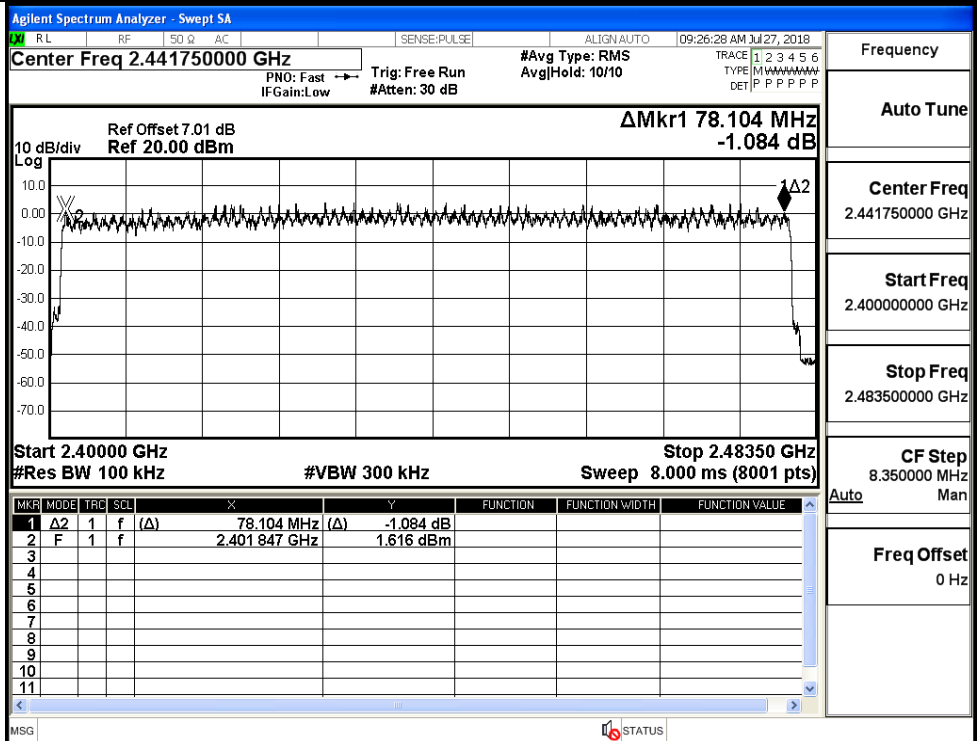 Agilent Spectrum Analyzer - Swept SA
LXI RL RF 50 Ω AC SENSE:PULSE ALIGN AUTO 09:26:28 AM Jul 27, 2018
Center Freq 2.441750000 GHz
PNO: Fast
IFGain:Low
Trig: Free Run
#Atten: 30 dB
#Avg Type: RMS
Avg|Hold: 10/10
TRACE 1 2 3 4 5 6
TYPE M W W W W W
DET P P P P P P
Ref Offset 7.01 dB
10 dB/div Ref 20.00 dBm
Log
ΔMkr1 78.104 MHz
-1.084 dB
10.0
0.00
-10.0
-20.0
-30.0
-40.0
-50.0
-60.0
-70.0
2
1Δ2
Start 2.40000 GHz Stop 2.48350 GHz
#Res BW 100 kHz #VBW 300 kHz Sweep 8.000 ms (8001 pts)
MKR MODE TRC SCL X Y FUNCTION FUNCTION WIDTH FUNCTION VALUE
1 Δ2 1 f (Δ) 78.104 MHz (Δ) -1.084 dB
2 F 1 f 2.401 847 GHz 1.616 dBm
3
4
5
6
7
8
9
10
11
MSG STATUS
Frequency
Auto Tune
Center Freq
2.441750000 GHz
Start Freq
2.400000000 GHz
Stop Freq
2.483500000 GHz
CF Step
8.350000 MHz
Auto Man
Freq Offset
0 Hz